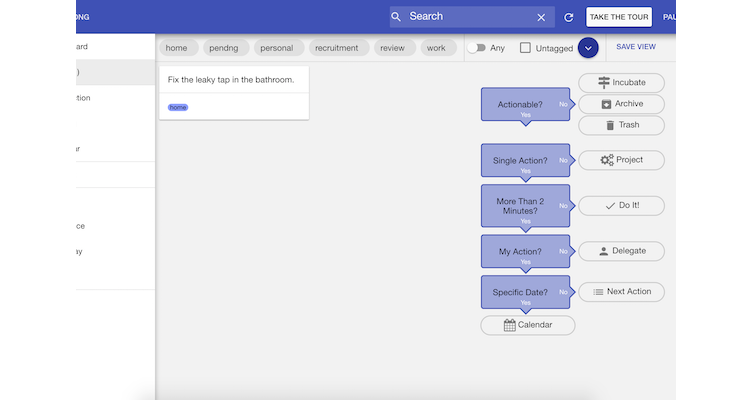 ONG
Search
TAKE THE TOUR
PAU
ard
)
tion
ar
ce
ay
home
pendng
personal
recruitment
review
work
Any
Untagged
SAVE VIEW
Fix the leaky tap in the bathroom.
home
Actionable?
No
Yes
Incubate
Archive
Trash
Single Action?
No
Yes
Project
More Than 2
Minutes?
No
Yes
Do It!
My Action?
No
Yes
Delegate
Specific Date?
No
Yes
Next Action
Calendar